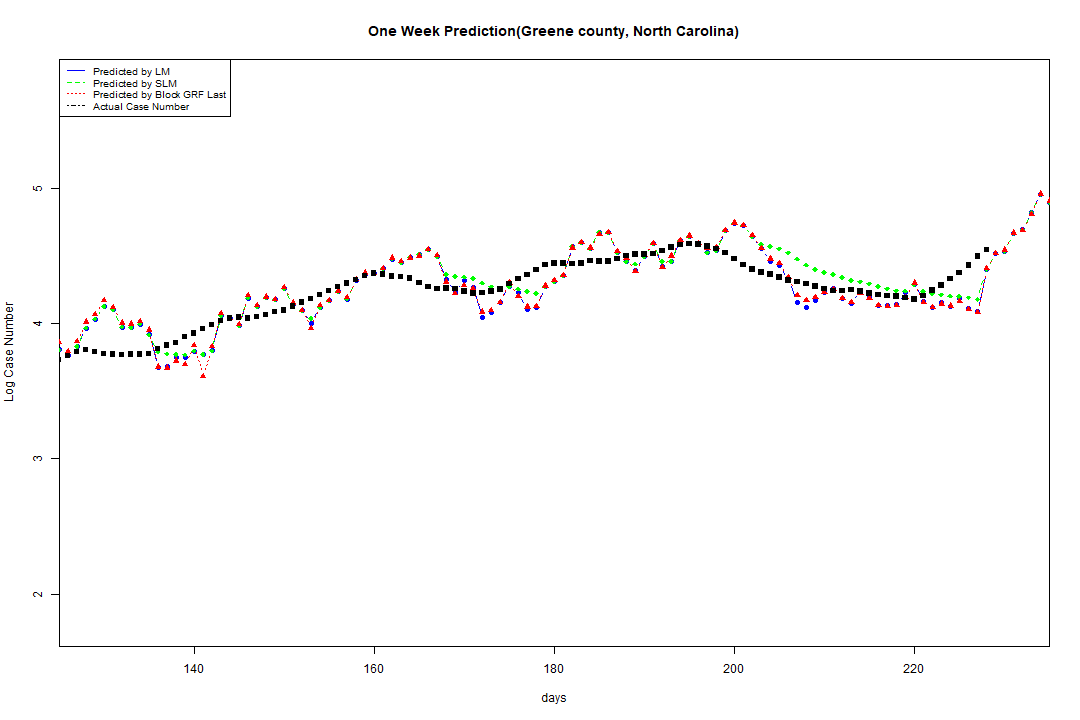 One Week Prediction(Greene county, North Carolina)
Predicted by LM
Predicted by SLM
Predicted by Block GRF Last
Actual Case Number
5
4
3
2
Log Case Number
140 160 180 200 220
days